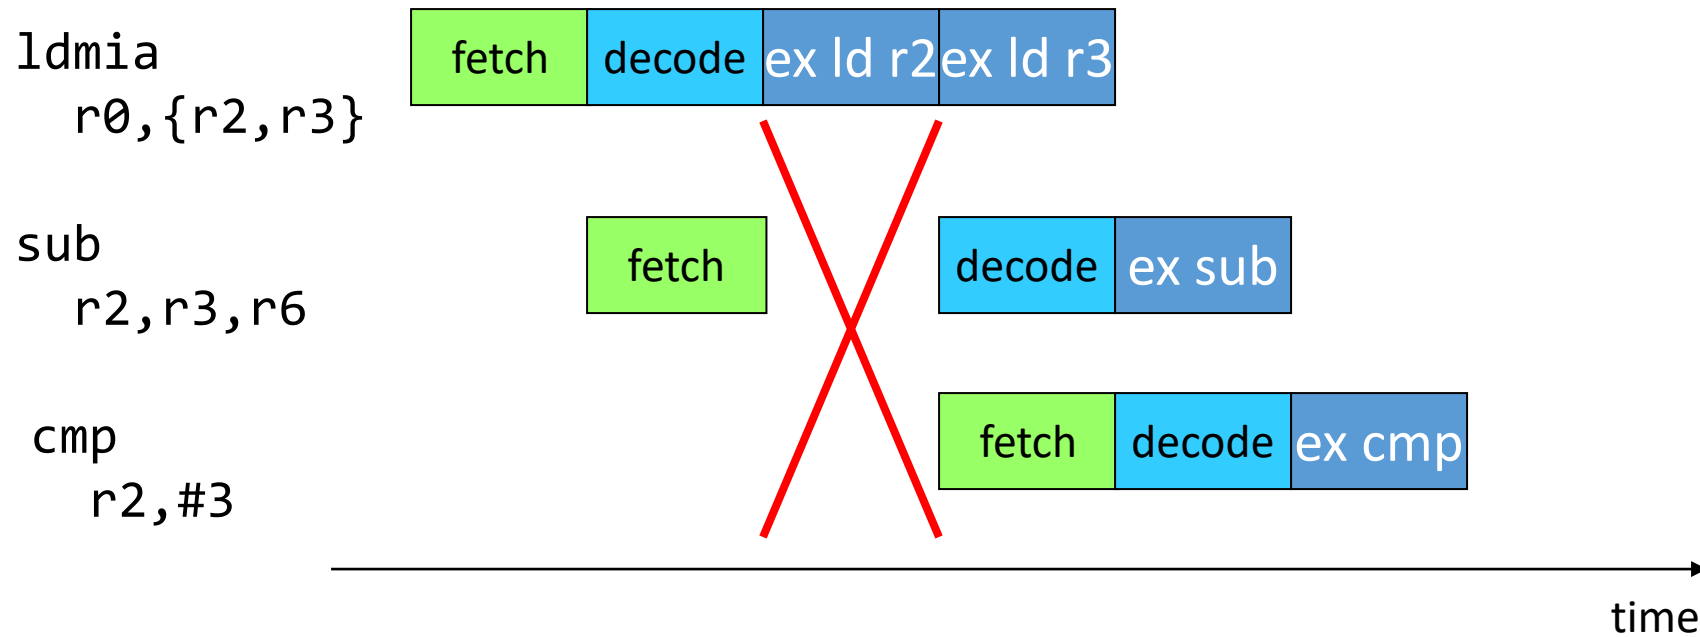 ldmia
r0,{r2,r3}
fetch decode ex ld r2 ex ld r3
sub
r2,r3,r6
fetch decode ex sub
cmp
r2,#3
fetch decode ex cmp
time